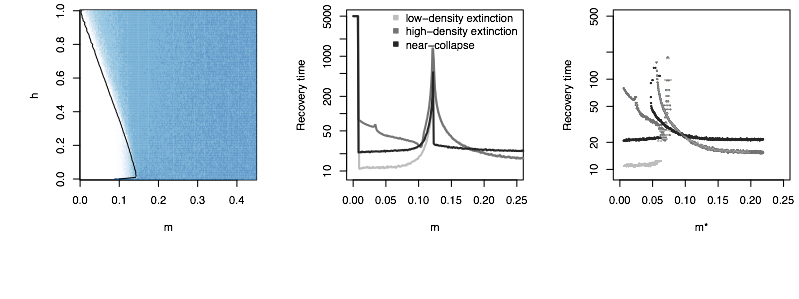 h
1.0
0.8
0.6
0.4
0.2
0.0
0.0 0.1 0.2 0.3 0.4
m
Recovery time
5000
1000
200
50
10
low-density extinction
high-density extinction
near-collapse
0.00 0.05 0.10 0.15 0.20 0.25
m
Recovery time
500
100
50
20
10
0.00 0.05 0.10 0.15 0.20 0.25
m*